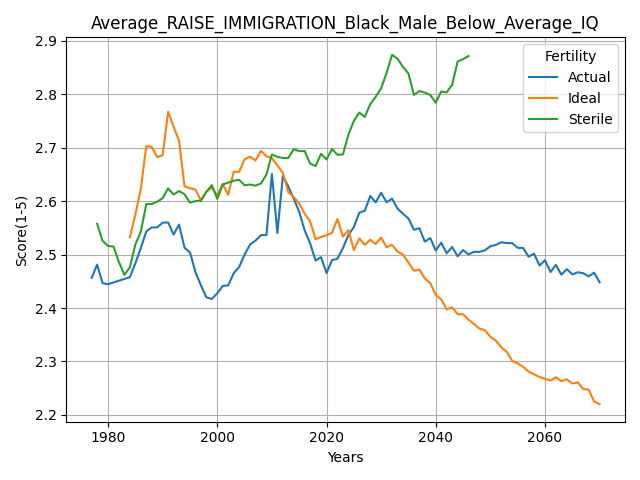 Average_RAISE_IMMIGRATION_Black_Male_Below_Average_IQ
2.9
2.8
2.7
2.6
2.5
2.4
2.3
2.2
Score(1-5)
Fertility
Actual
Ideal
Sterile
1980
2000
2020
2040
2060
Years